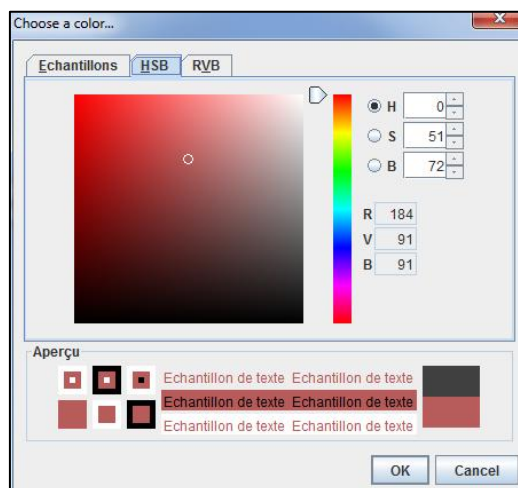 Choose a color...
Echantillons HSB RVB
H 0
S 51
B 72
R 184
V 91
B 91
Aperçu
Echantillon de texte Echantillon de texte
Echantillon de texte Echantillon de texte
Echantillon de texte Echantillon de texte
OK Cancel